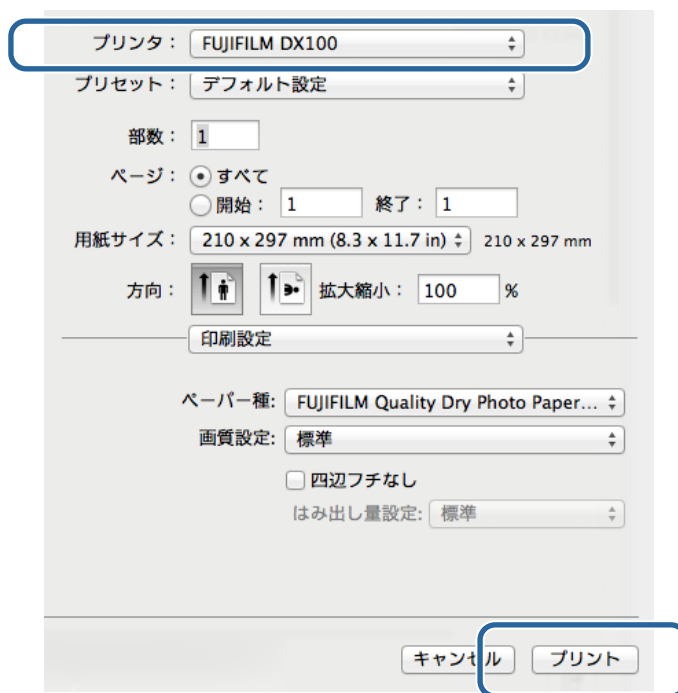 プリンタ： FUJIFILM DX100
プリセット： デフォルト設定
部数： 1
ページ： すべて
開始： 1 終了： 1
用紙サイズ： 210 x 297 mm (8.3 x 11.7 in) 210 x 297 mm
方向： 拡大縮小： 100 %
印刷設定
ペーパー種: FUJIFILM Quality Dry Photo Paper...
画質設定: 標準
四辺フチなし
はみ出し量設定: 標準
キャンセル プリント